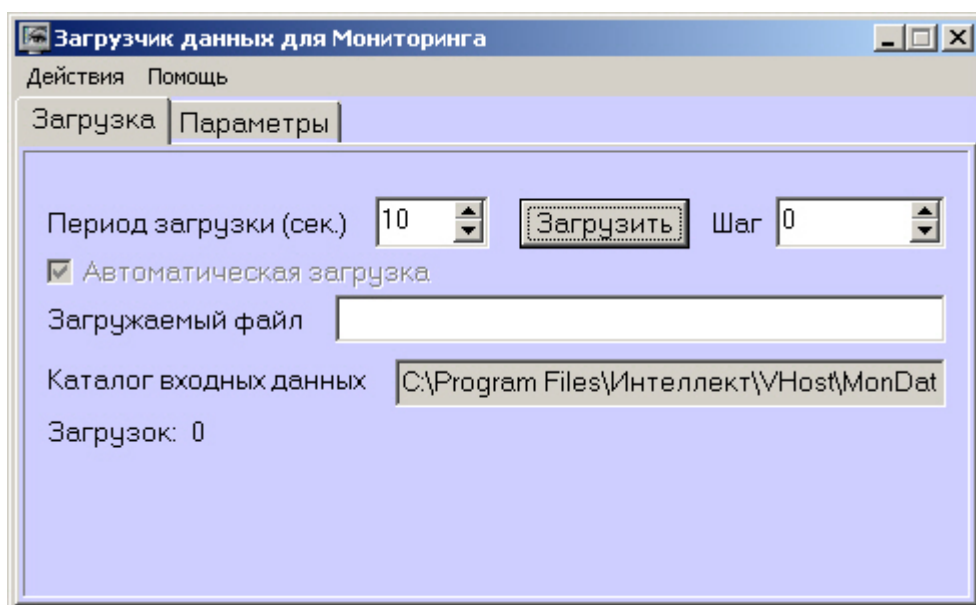 Загрузчик данных для Мониторинга
Действия Помощь
Загрузка Параметры
Период загрузки (сек.) 10 Загрузить Шаг 0
Автоматическая загрузка
Загружаемый файл
Каталог входных данных C:\Program Files\Интеллект\VHost\MonDat
Загрузок: 0